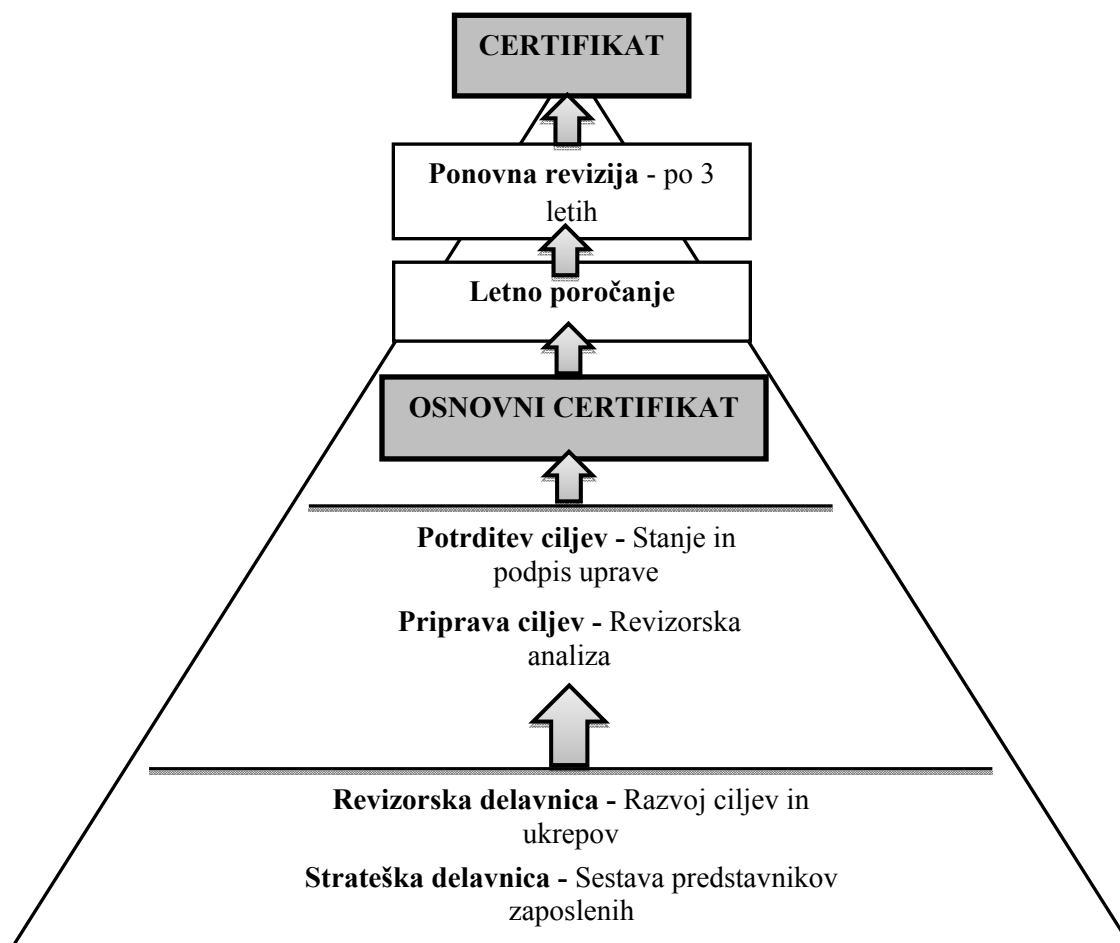 CERTIFIKAT
Ponovna revizija - po 3
letih
Letno poročanje
OSNOVNI CERTIFIKAT
Potrditev ciljev - Stanje in
podpis uprave
Priprava ciljev - Revizorska
analiza
Revizorska delavnica - Razvoj ciljev in
ukrepov
Strateška delavnica - Sestava predstavnikov
zaposlenih